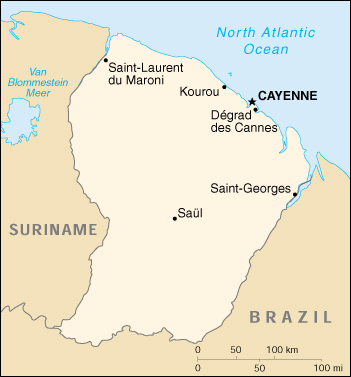 North Atlantic
Ocean
Saint-Laurent
du Maroni
Van
Blommestein
Meer
Kourou
CAYENNE
Dégrad
des Cannes
Saint-Georges
Saül
SURINAME
BRAZIL
0 50 100 km
0 50 100 mi